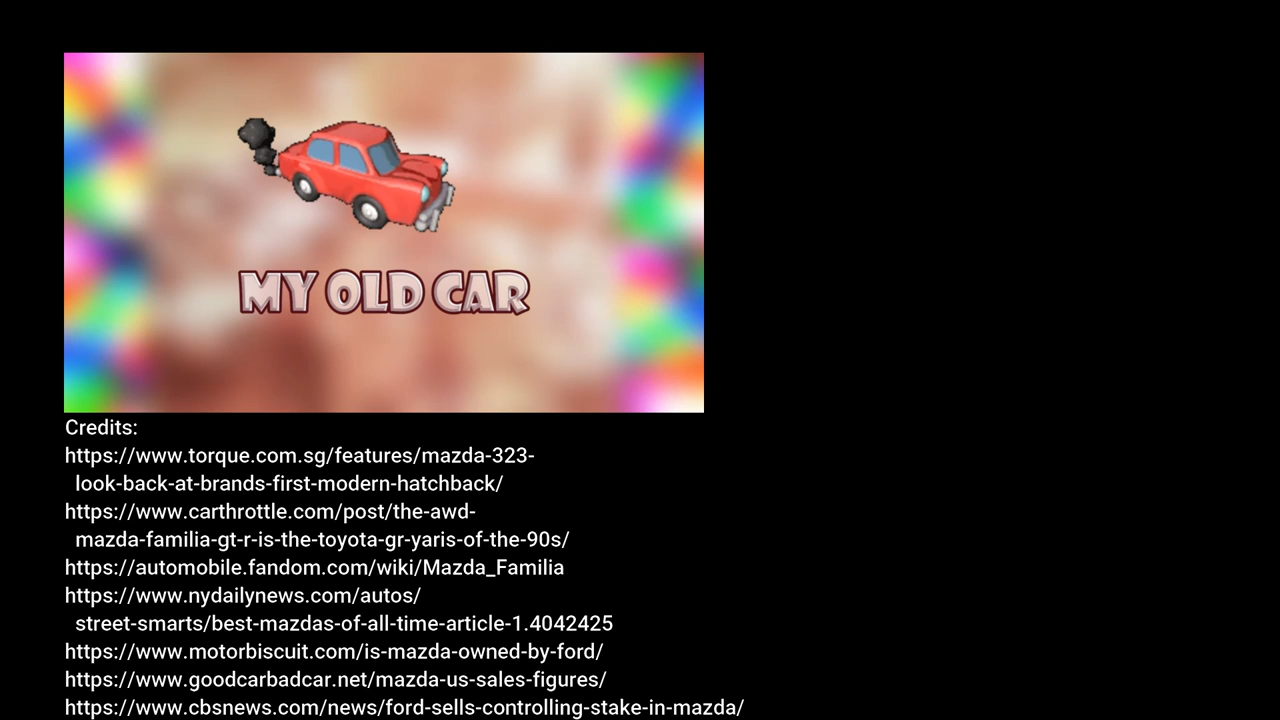 MY OLD CAR
Credits:
https://www.torque.com.sg/features/mazda-323-
look-back-at-brands-first-modern-hatchback/
https://www.carthrottle.com/post/the-awd-
mazda-familia-gt-r-is-the-toyota-gr-yaris-of-the-90s/
https://automobile.fandom.com/wiki/Mazda_Familia
https://www.nydailynews.com/autos/
street-smarts/best-mazdas-of-all-time-article-1.4042425
https://www.motorbiscuit.com/is-mazda-owned-by-ford/
https://www.goodcarbadcar.net/mazda-us-sales-figures/
https://www.cbsnews.com/news/ford-sells-controlling-stake-in-mazda/